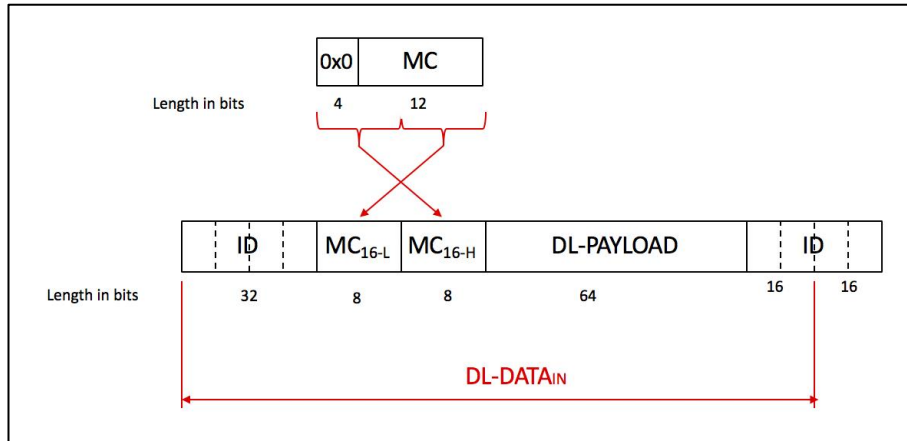 0x0 MC
Length in bits 4 12
ID MC16-L MC16-H DL-PAYLOAD ID
Length in bits 32 8 8 64 16 16
DL-DATAIN